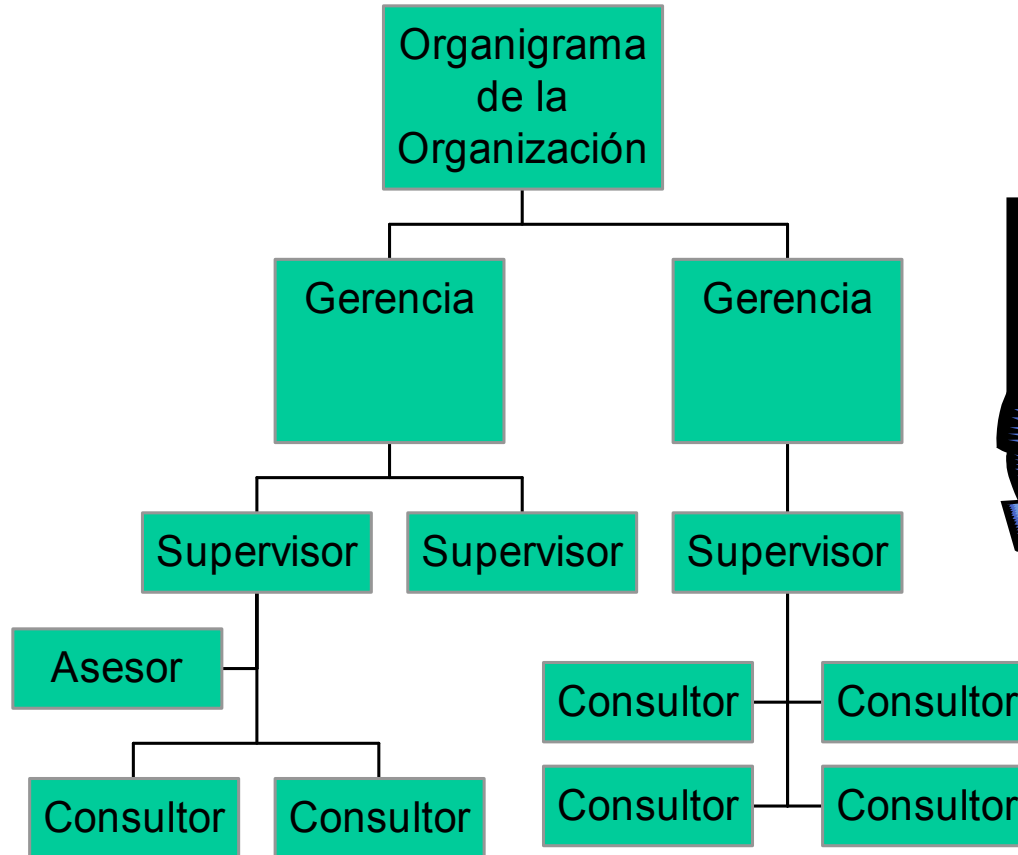 Organigrama
de la
Organización
Gerencia
Gerencia
Supervisor
Supervisor
Supervisor
Asesor
Consultor
Consultor
Consultor
Consultor
Consultor
Consultor